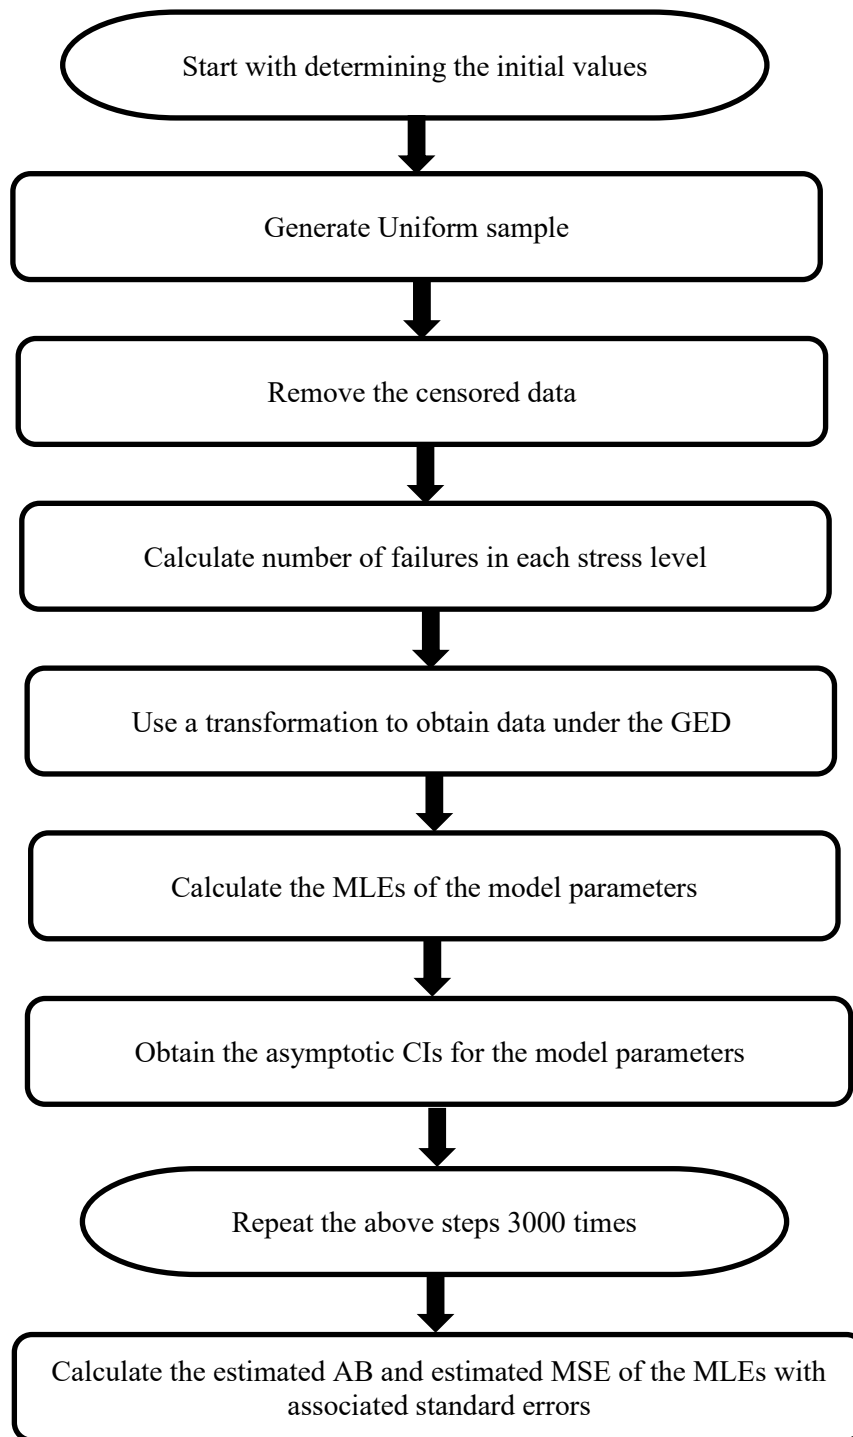 Start with determining the initial values
Generate Uniform sample
Remove the censored data
Calculate number of failures in each stress level
Use a transformation to obtain data under the GED
Calculate the MLEs of the model parameters
Obtain the asymptotic CIs for the model parameters
Repeat the above steps 3000 times
Calculate the estimated AB and estimated MSE of the MLEs with
associated standard errors